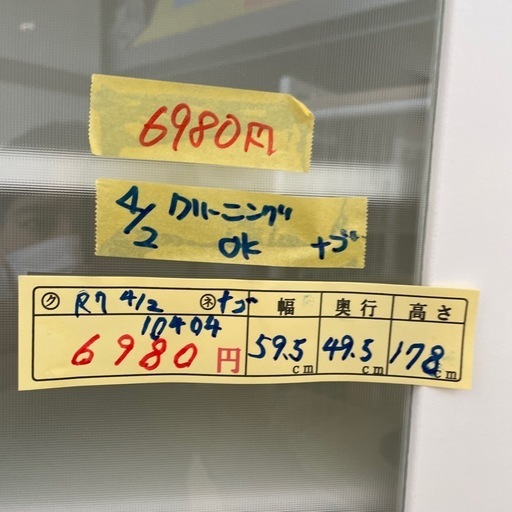 6980円
4/2 クリーニング
OK ナゴ
㋗ R7 4/2 ㋧ ナゴ 幅 奥行 高さ
10404
6980円 59.5cm 49.5cm 178cm